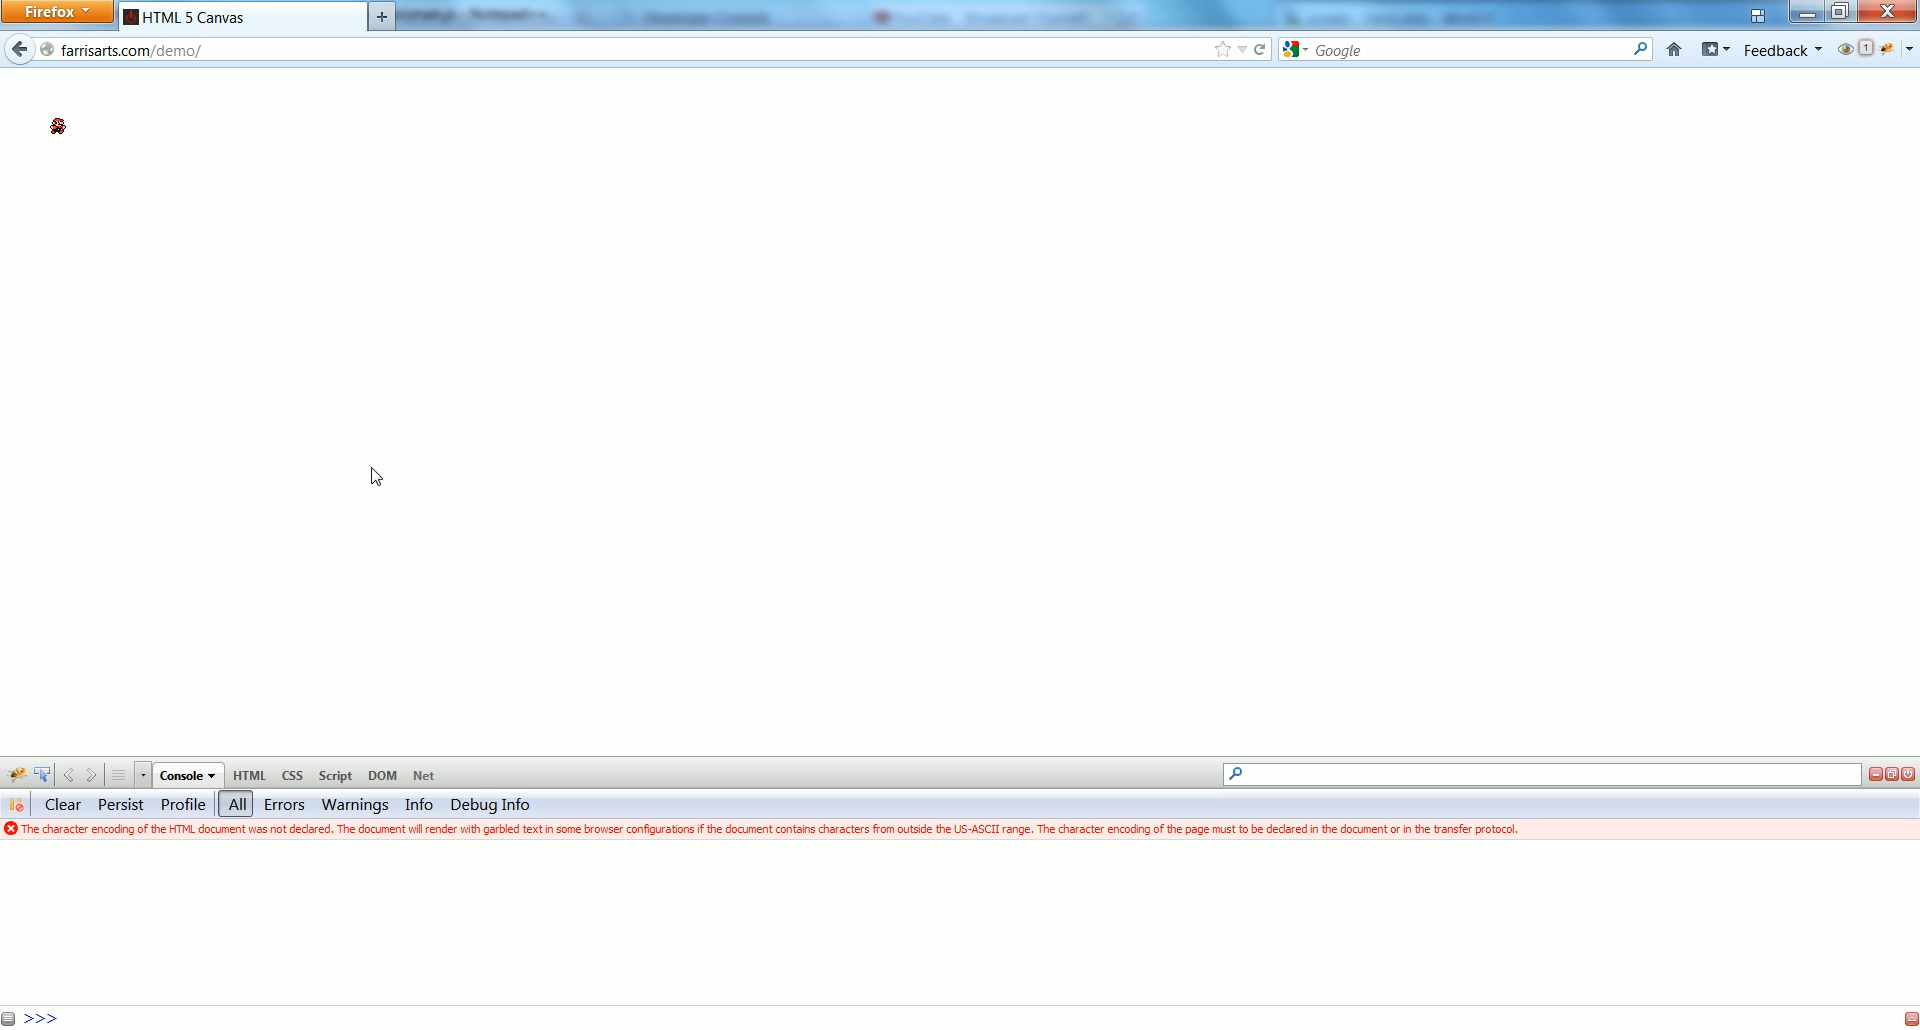 Firefox
HTML 5 Canvas
farrisarts.com/demo/
Google
Feedback
1
Console HTML CSS Script DOM Net
Clear Persist Profile All Errors Warnings Info Debug Info
The character encoding of the HTML document was not declared. The document will render with garbled text in some browser configurations if the document contains characters from outside the US-ASCII range. The character encoding of the page must to be declared in the document or in the transfer protocol.
>>>